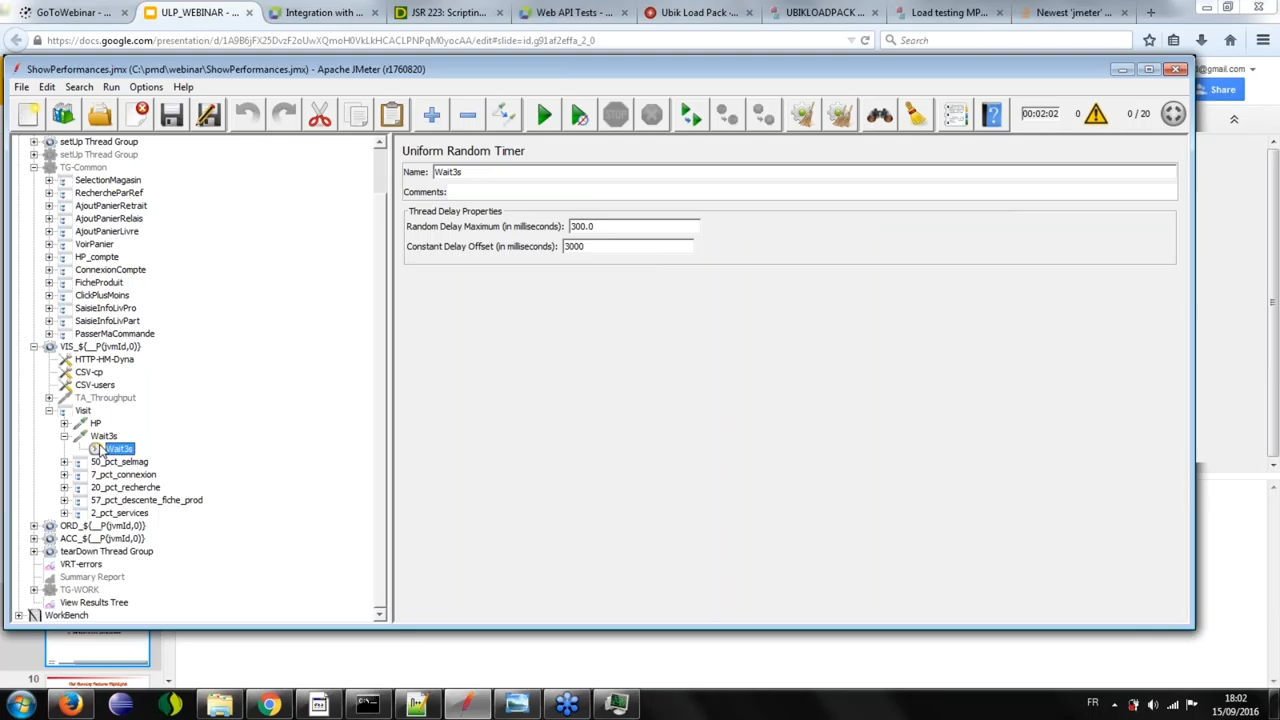 GoToWebinar - ...
ULP_WEBINAR - ...
Integration with ...
JSR 223: Scriptin...
Web API Tests - ...
Ubik Load Pack - ...
UBIKLOADPACK ...
Load testing MP...
Newest 'jmeter' ...
https://docs.google.com/presentation/d/1A9B6jFX25DvzF2oUwXQmoH0VkLkHCACLPNPqM0yocAA/edit#slide=id.g91af2effa_2_0
Search
ShowPerformances.jmx (C:\pmd\webinar\ShowPerformances.jmx) - Apache JMeter (r1760820)
d@gmail.com
File Edit Search Run Options Help
Share
00:02:02 0 0 / 20
setUp Thread Group
setUp Thread Group
TG-Common
SelectionMagasin
RechercheParRef
AjoutPanierRetrait
AjoutPanierRelais
AjoutPanierLivre
VoirPanier
HP_compte
ConnexionCompte
FicheProduit
ClickPlusMoins
SaisieInfoLivPro
SaisieInfoLivPart
PasserMaCommande
VIS_${__P(jvmId,0)}
HTTP-HM-Dyna
CSV-cp
CSV-users
TA_Throughput
Visit
HP
Wait3s
Wait3s
50_pct_selmag
7_pct_connexion
20_pct_recherche
57_pct_descente_fiche_prod
2_pct_services
ORD_${__P(jvmId,0)}
ACC_${__P(jvmId,0)}
tearDown Thread Group
VRT-errors
Summary Report
TG-WORK
View Results Tree
WorkBench
Uniform Random Timer
Name: Wait3s
Comments:
Thread Delay Properties
Random Delay Maximum (in milliseconds): 300.0
Constant Delay Offset (in milliseconds): 3000
10
FR
18:02
15/09/2016